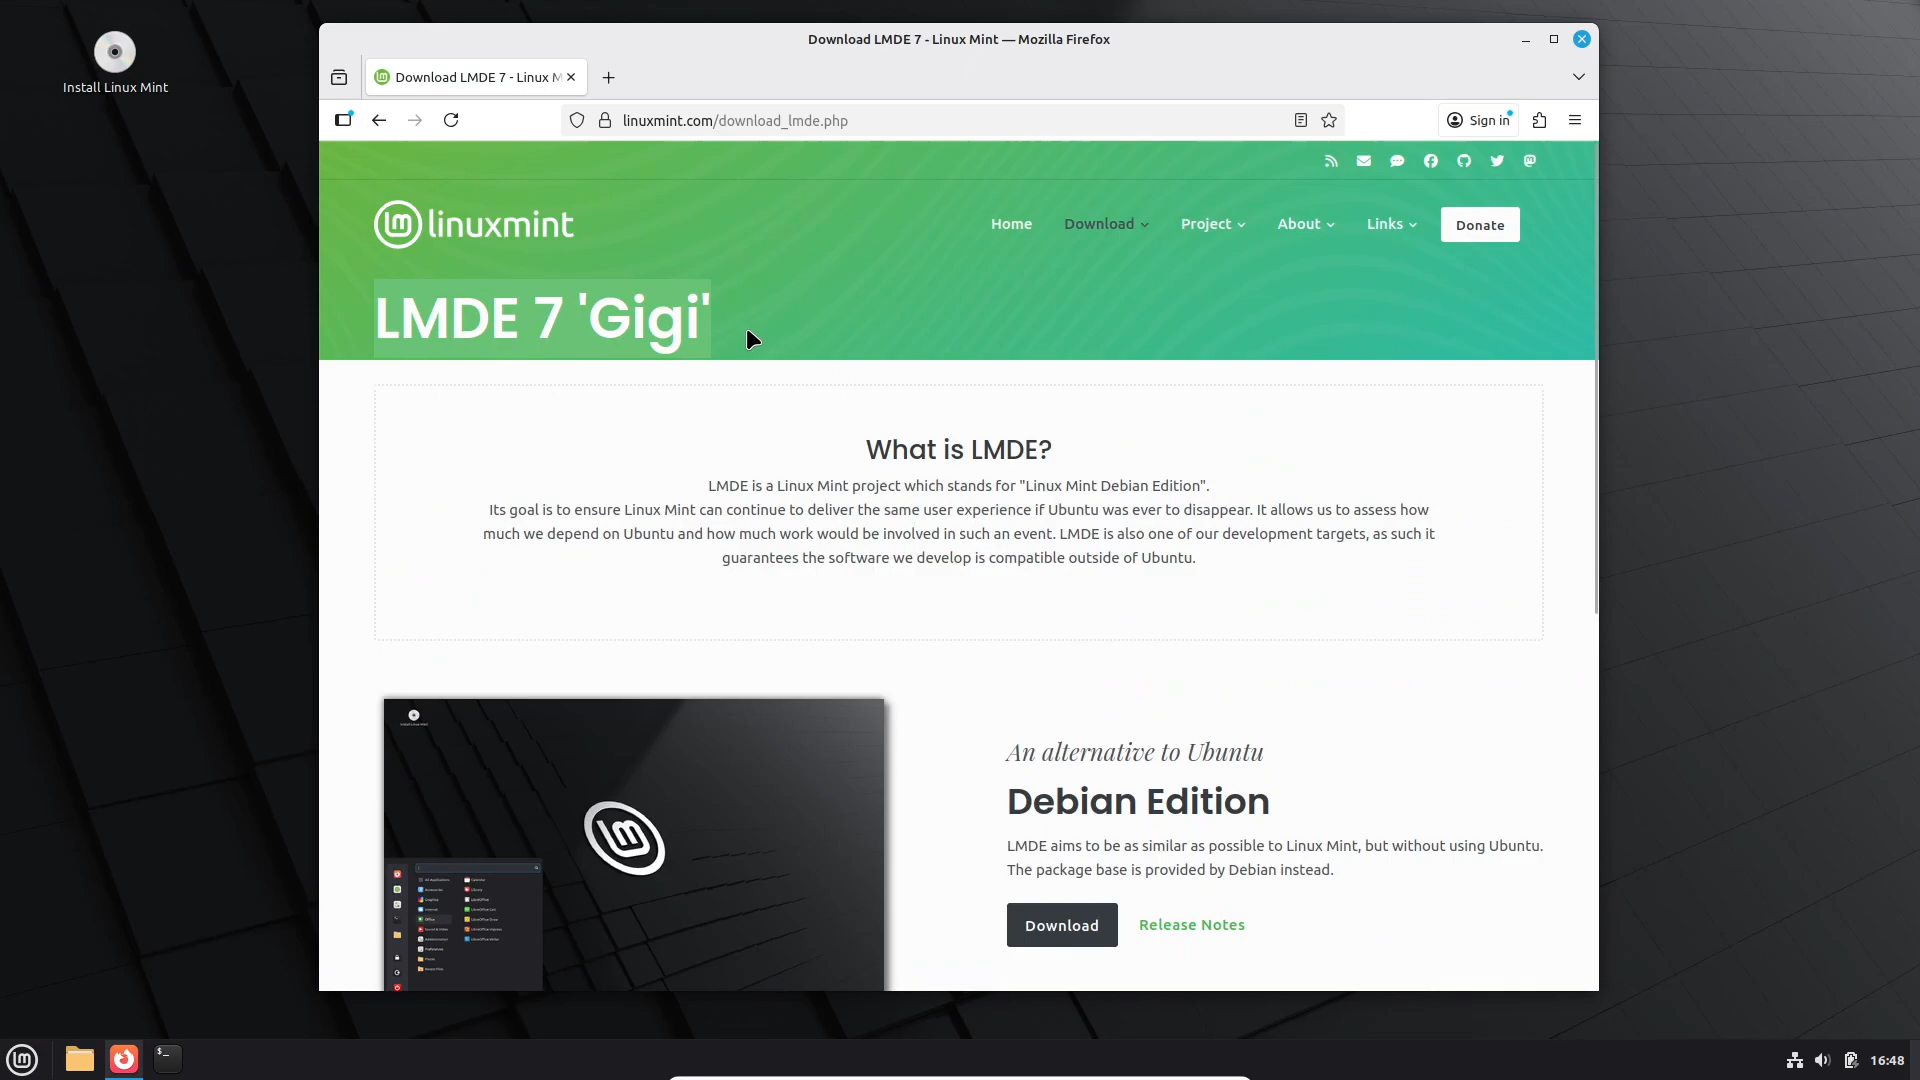 Install Linux Mint
Download LMDE 7 - Linux Mint — Mozilla Firefox
Download LMDE 7 - Linux M
linuxmint.com/download_lmde.php
Sign in
linuxmint
Home
Download
Project
About
Links
Donate
LMDE 7 'Gigi'
What is LMDE?
LMDE is a Linux Mint project which stands for "Linux Mint Debian Edition".
Its goal is to ensure Linux Mint can continue to deliver the same user experience if Ubuntu was ever to disappear. It allows us to assess how
much we depend on Ubuntu and how much work would be involved in such an event. LMDE is also one of our development targets, as such it
guarantees the software we develop is compatible outside of Ubuntu.
An alternative to Ubuntu
Debian Edition
LMDE aims to be as similar as possible to Linux Mint, but without using Ubuntu.
The package base is provided by Debian instead.
Download
Release Notes
16:48